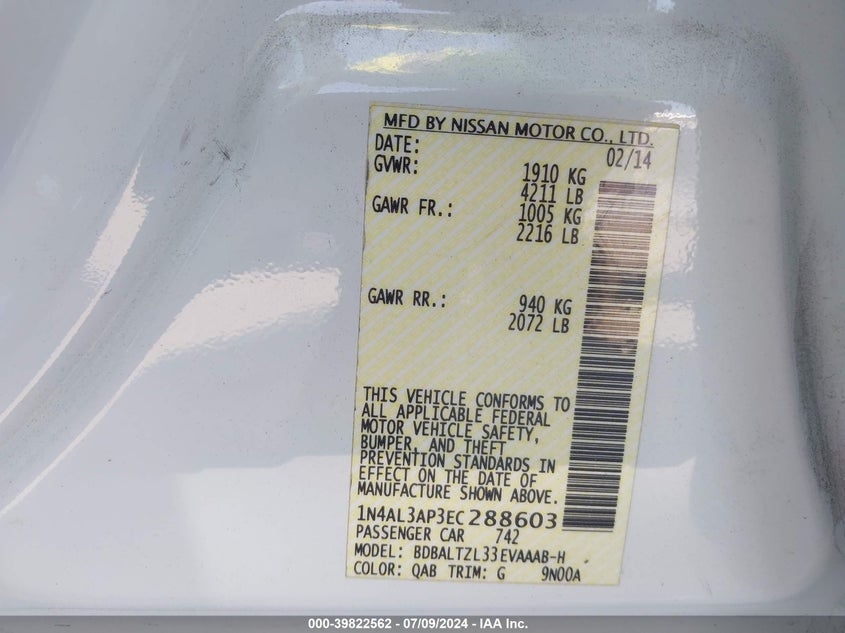 MFD BY NISSAN MOTOR CO., LTD.
DATE: 02/14
GVWR: 1910 KG
4211 LB
GAWR FR.: 1005 KG
2216 LB
GAWR RR.: 940 KG
2072 LB
THIS VEHICLE CONFORMS TO
ALL APPLICABLE FEDERAL
MOTOR VEHICLE SAFETY,
BUMPER, AND THEFT
PREVENTION STANDARDS IN
EFFECT ON THE DATE OF
MANUFACTURE SHOWN ABOVE.
1N4AL3AP3EC288603
PASSENGER CAR 742
MODEL: BDBALTZL33EVAAAB-H
COLOR: QAB TRIM: G 9N00A
000-39822562 - 07/09/2024 - IAA Inc.